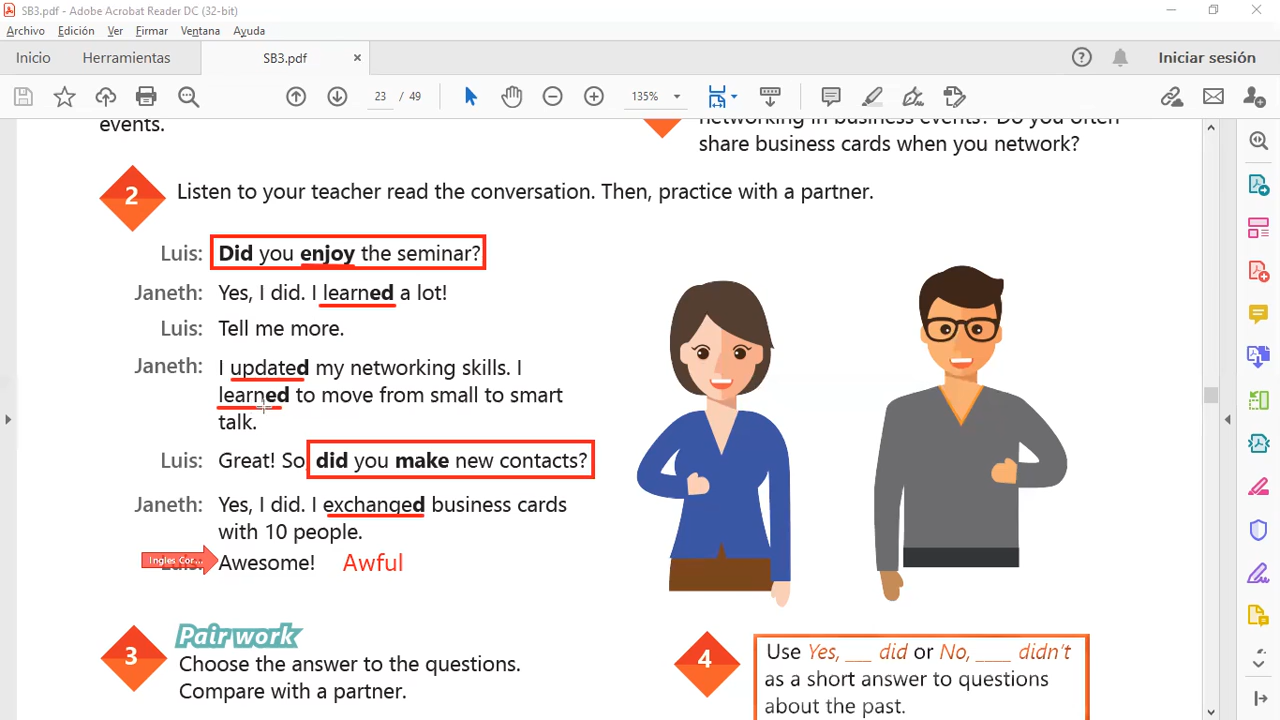 SB3.pdf - Adobe Acrobat Reader DC (32-bit)
Archivo Edición Ver Firmar Ventana Ayuda
Inicio Herramientas SB3.pdf × Iniciar sesión
23 / 49 135%
events.
networking in business events? Do you often
share business cards when you network?
2 Listen to your teacher read the conversation. Then, practice with a partner.
Luis: Did you enjoy the seminar?
Janeth: Yes, I did. I learned a lot!
Luis: Tell me more.
Janeth: I updated my networking skills. I
learned to move from small to smart
talk.
Luis: Great! So, did you make new contacts?
Janeth: Yes, I did. I exchanged business cards
with 10 people.
Ingles Cor... Luis: Awesome! Awful
3 Pair work
Choose the answer to the questions.
Compare with a partner.
4 Use Yes, ___ did or No, ____ didn't
as a short answer to questions
about the past.